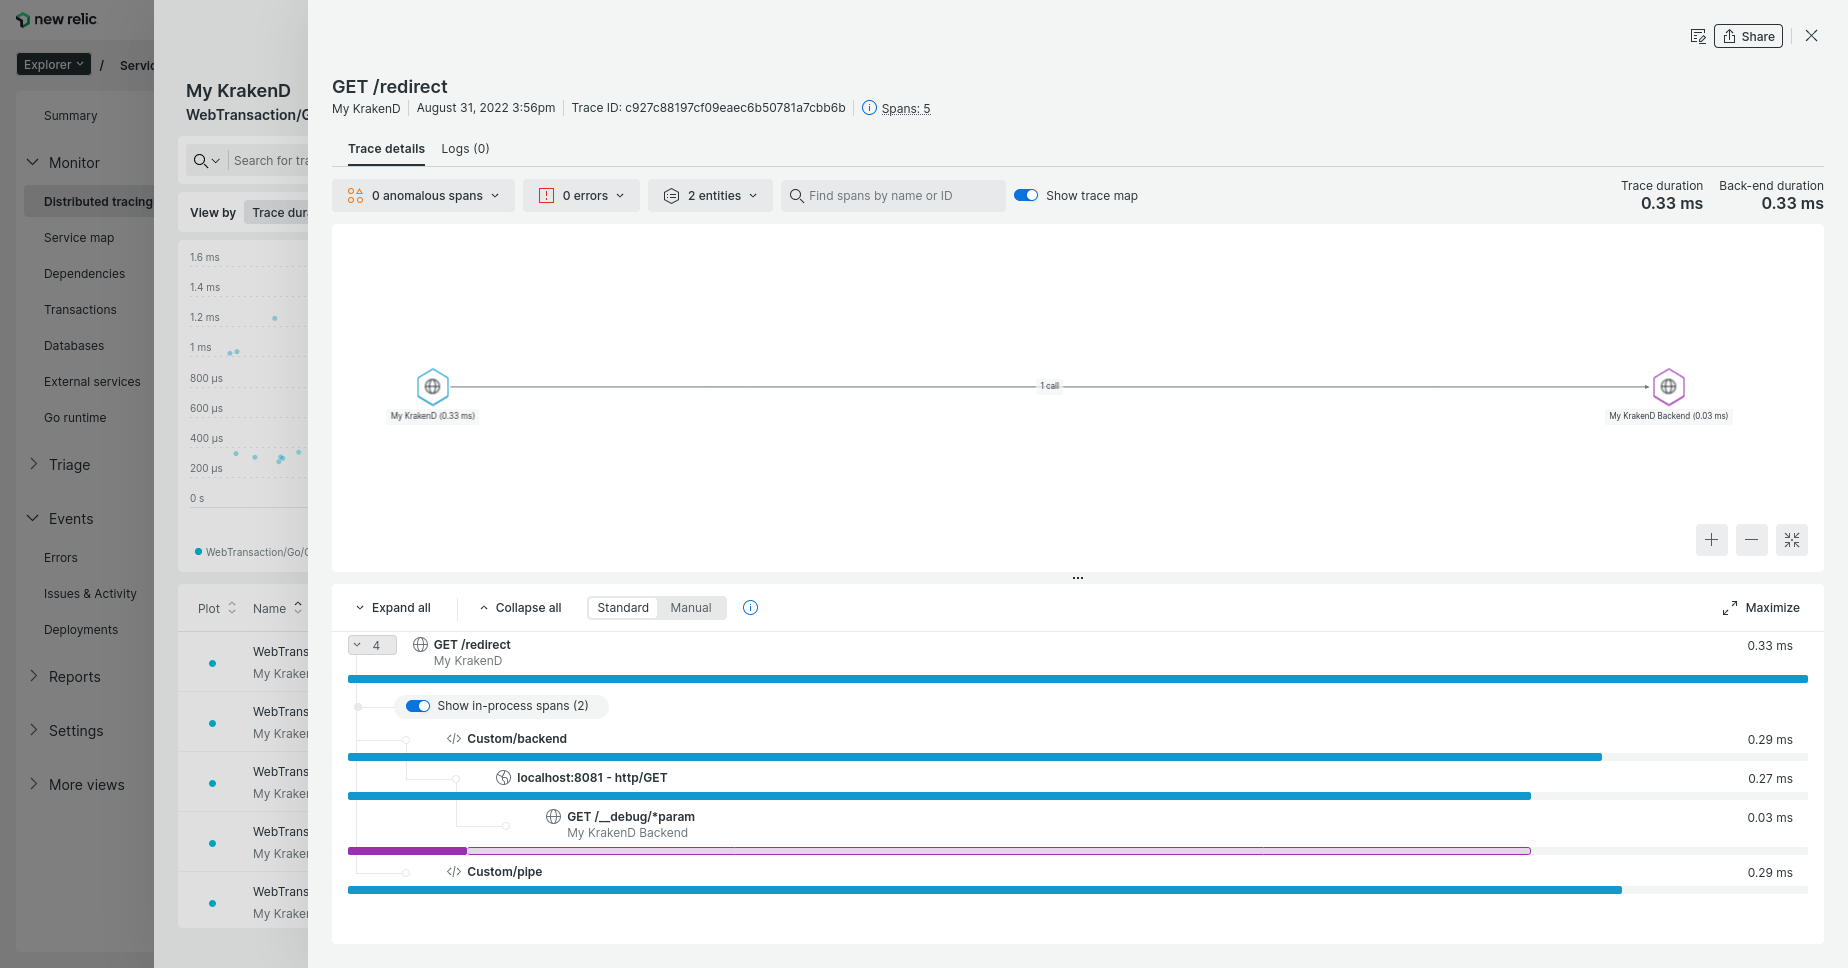 new relic
Explorer / Servic
Summary
Monitor
Distributed tracing
Service map
Dependencies
Transactions
Databases
External services
Go runtime
Triage
Events
Errors
Issues & Activity
Deployments
Reports
Settings
More views
My KrakenD
WebTransaction/G
Search for tra
View by Trace dur
1.6 ms
1.4 ms
1.2 ms
1 ms
800 µs
600 µs
400 µs
200 µs
0 s
WebTransaction/Go/G
Plot Name
WebTrans
My Kraken
WebTrans
My Kraken
WebTrans
My Kraken
WebTrans
My Kraken
WebTrans
My Kraken
Share
GET /redirect
My KrakenD August 31, 2022 3:56pm Trace ID: c927c88197cf09eaec6b50781a7cbb6b Spans: 5
Trace details Logs (0)
0 anomalous spans 0 errors 2 entities Find spans by name or ID Show trace map
Trace duration Back-end duration
0.33 ms 0.33 ms
1 call
My KrakenD (0.33 ms) My KrakenD Backend (0.03 ms)
Expand all Collapse all Standard Manual Maximize
4 GET /redirect 0.33 ms
My KrakenD
Show in-process spans (2)
Custom/backend 0.29 ms
localhost:8081 - http/GET 0.27 ms
GET /__debug/*param 0.03 ms
My KrakenD Backend
Custom/pipe 0.29 ms